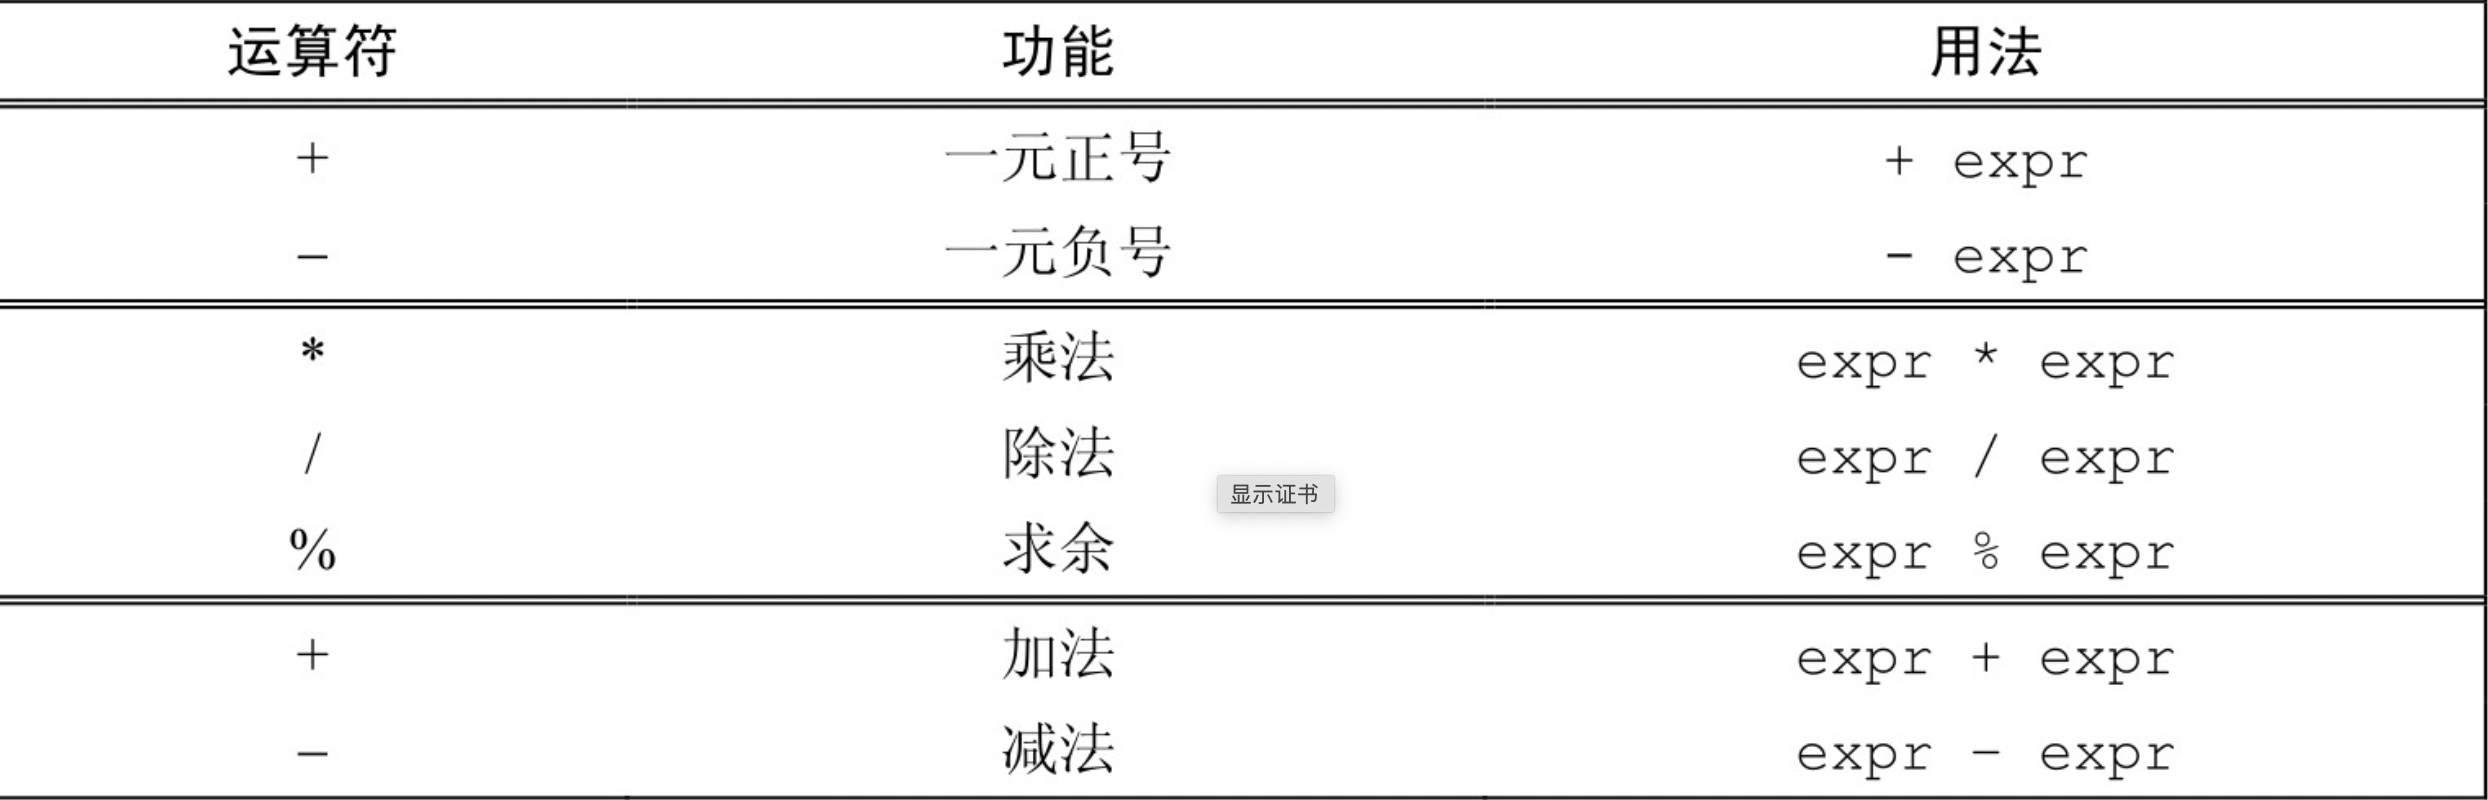 运算符 功能 用法
+ 一元正号 + expr
− 一元负号 - expr
* 乘法 expr * expr
/ 除法 expr / expr
显示证书
% 求余 expr % expr
+ 加法 expr + expr
− 减法 expr − expr